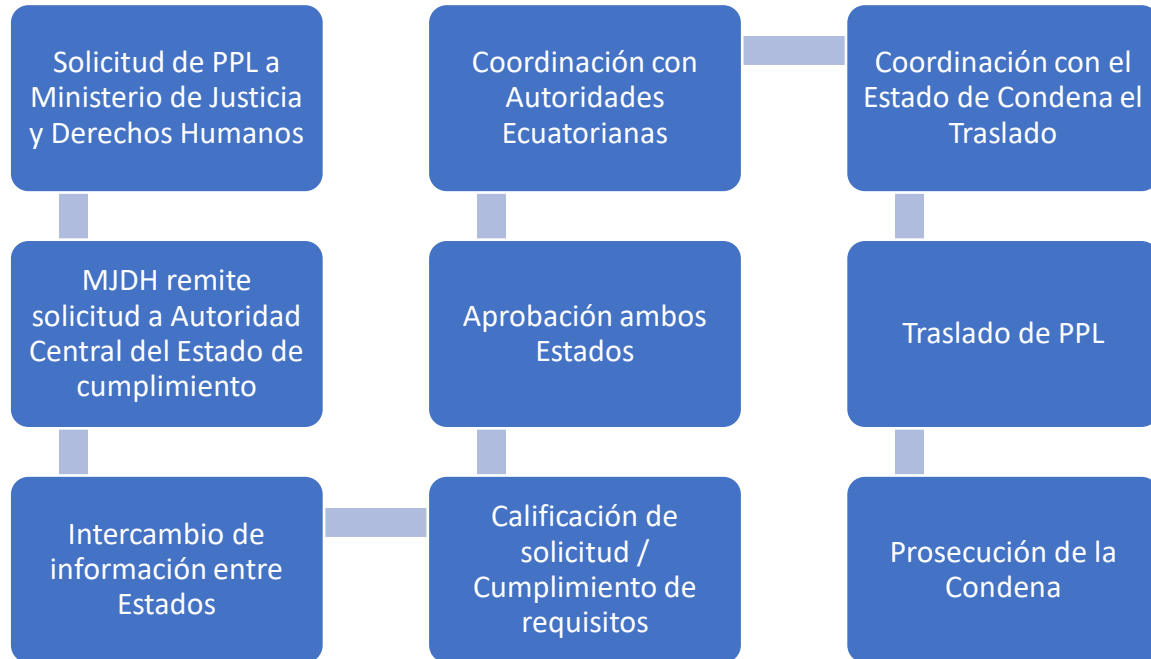 Solicitud de PPL a
Ministerio de Justicia
y Derechos Humanos
MJDH remite
solicitud a Autoridad
Central del Estado de
cumplimiento
Intercambio de
información entre
Estados
Calificación de
solicitud /
Cumplimiento de
requisitos
Aprobación ambos
Estados
Coordinación con
Autoridades
Ecuatorianas
Coordinación con el
Estado de Condena el
Traslado
Traslado de PPL
Prosecución de la
Condena